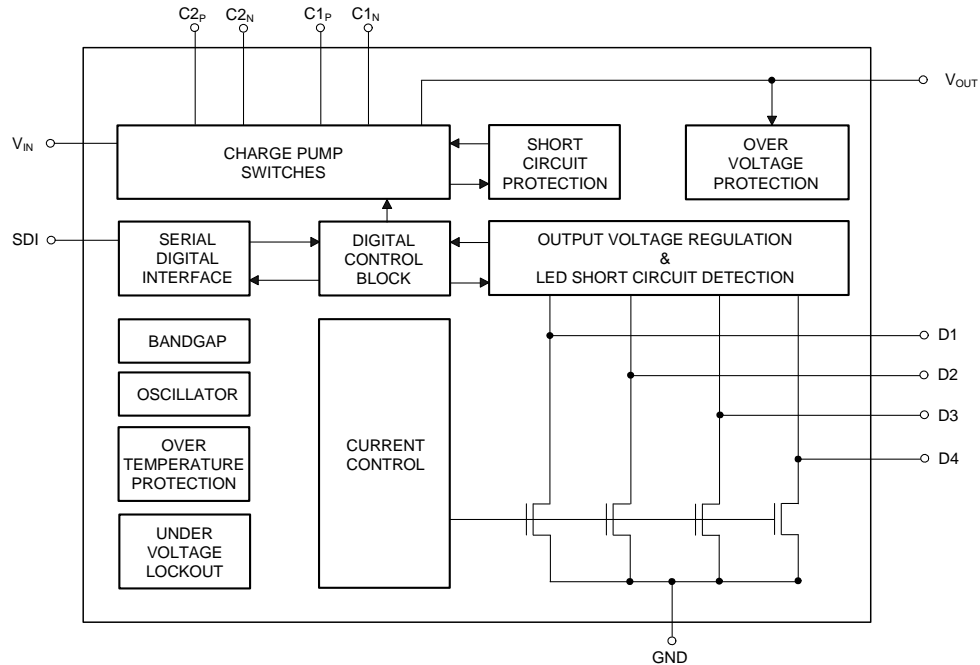 C2P
C2N
C1P
C1N
VOUT
VIN
CHARGE PUMP
SWITCHES
SHORT
CIRCUIT
PROTECTION
OVER
VOLTAGE
PROTECTION
SDI
SERIAL
DIGITAL
INTERFACE
DIGITAL
CONTROL
BLOCK
OUTPUT VOLTAGE REGULATION
&
LED SHORT CIRCUIT DETECTION
BANDGAP
D1
D2
OSCILLATOR
D3
OVER
TEMPERATURE
PROTECTION
CURRENT
CONTROL
D4
UNDER
VOLTAGE
LOCKOUT
GND